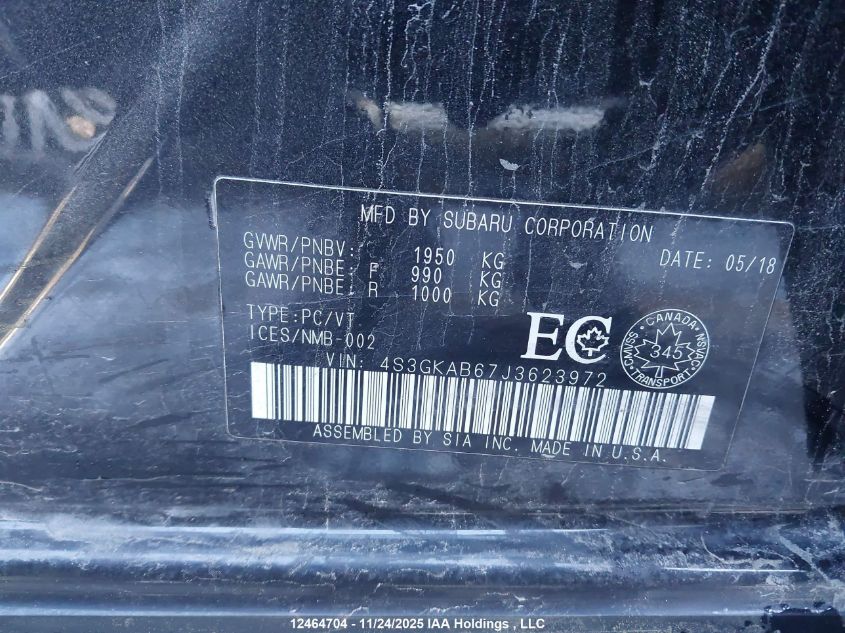 MFD BY SUBARU CORPORATION
GVWR/PNBV: 1950 KG DATE: 05/18
GAWR/PNBE: F 990 KG
GAWR/PNBE: R 1000 KG
TYPE:PC/VT
ICES/NMB-002
EC
CANADA
CMVSS NSVAC
345
TRANSPORT
VIN: 4S3GKAB67J3623972
ASSEMBLED BY SIA INC. MADE IN U.S.A.
12464704 - 11/24/2025 IAA Holdings , LLC